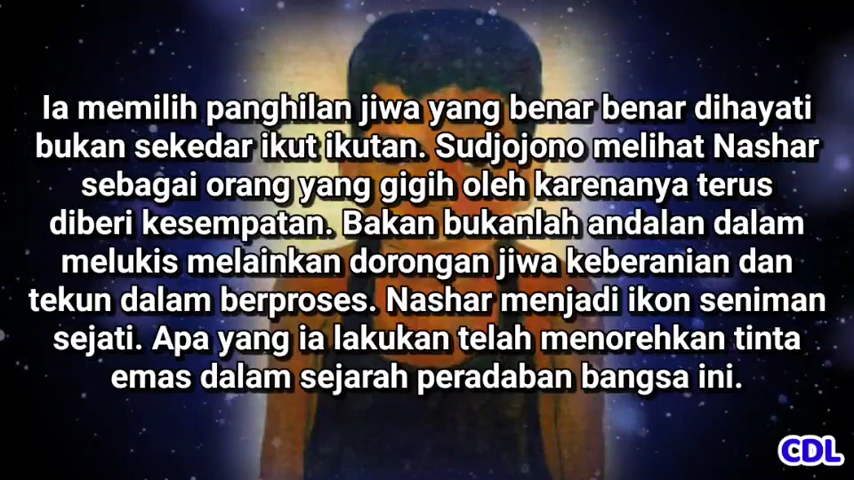 Ia memilih panghilan jiwa yang benar benar dihayati
bukan sekedar ikut ikutan. Sudjojono melihat Nashar
sebagai orang yang gigih oleh karenanya terus
diberi kesempatan. Bakan bukanlah andalan dalam
melukis melainkan dorongan jiwa keberanian dan
tekun dalam berproses. Nashar menjadi ikon seniman
sejati. Apa yang ia lakukan telah menorehkan tinta
emas dalam sejarah peradaban bangsa ini.
CDL